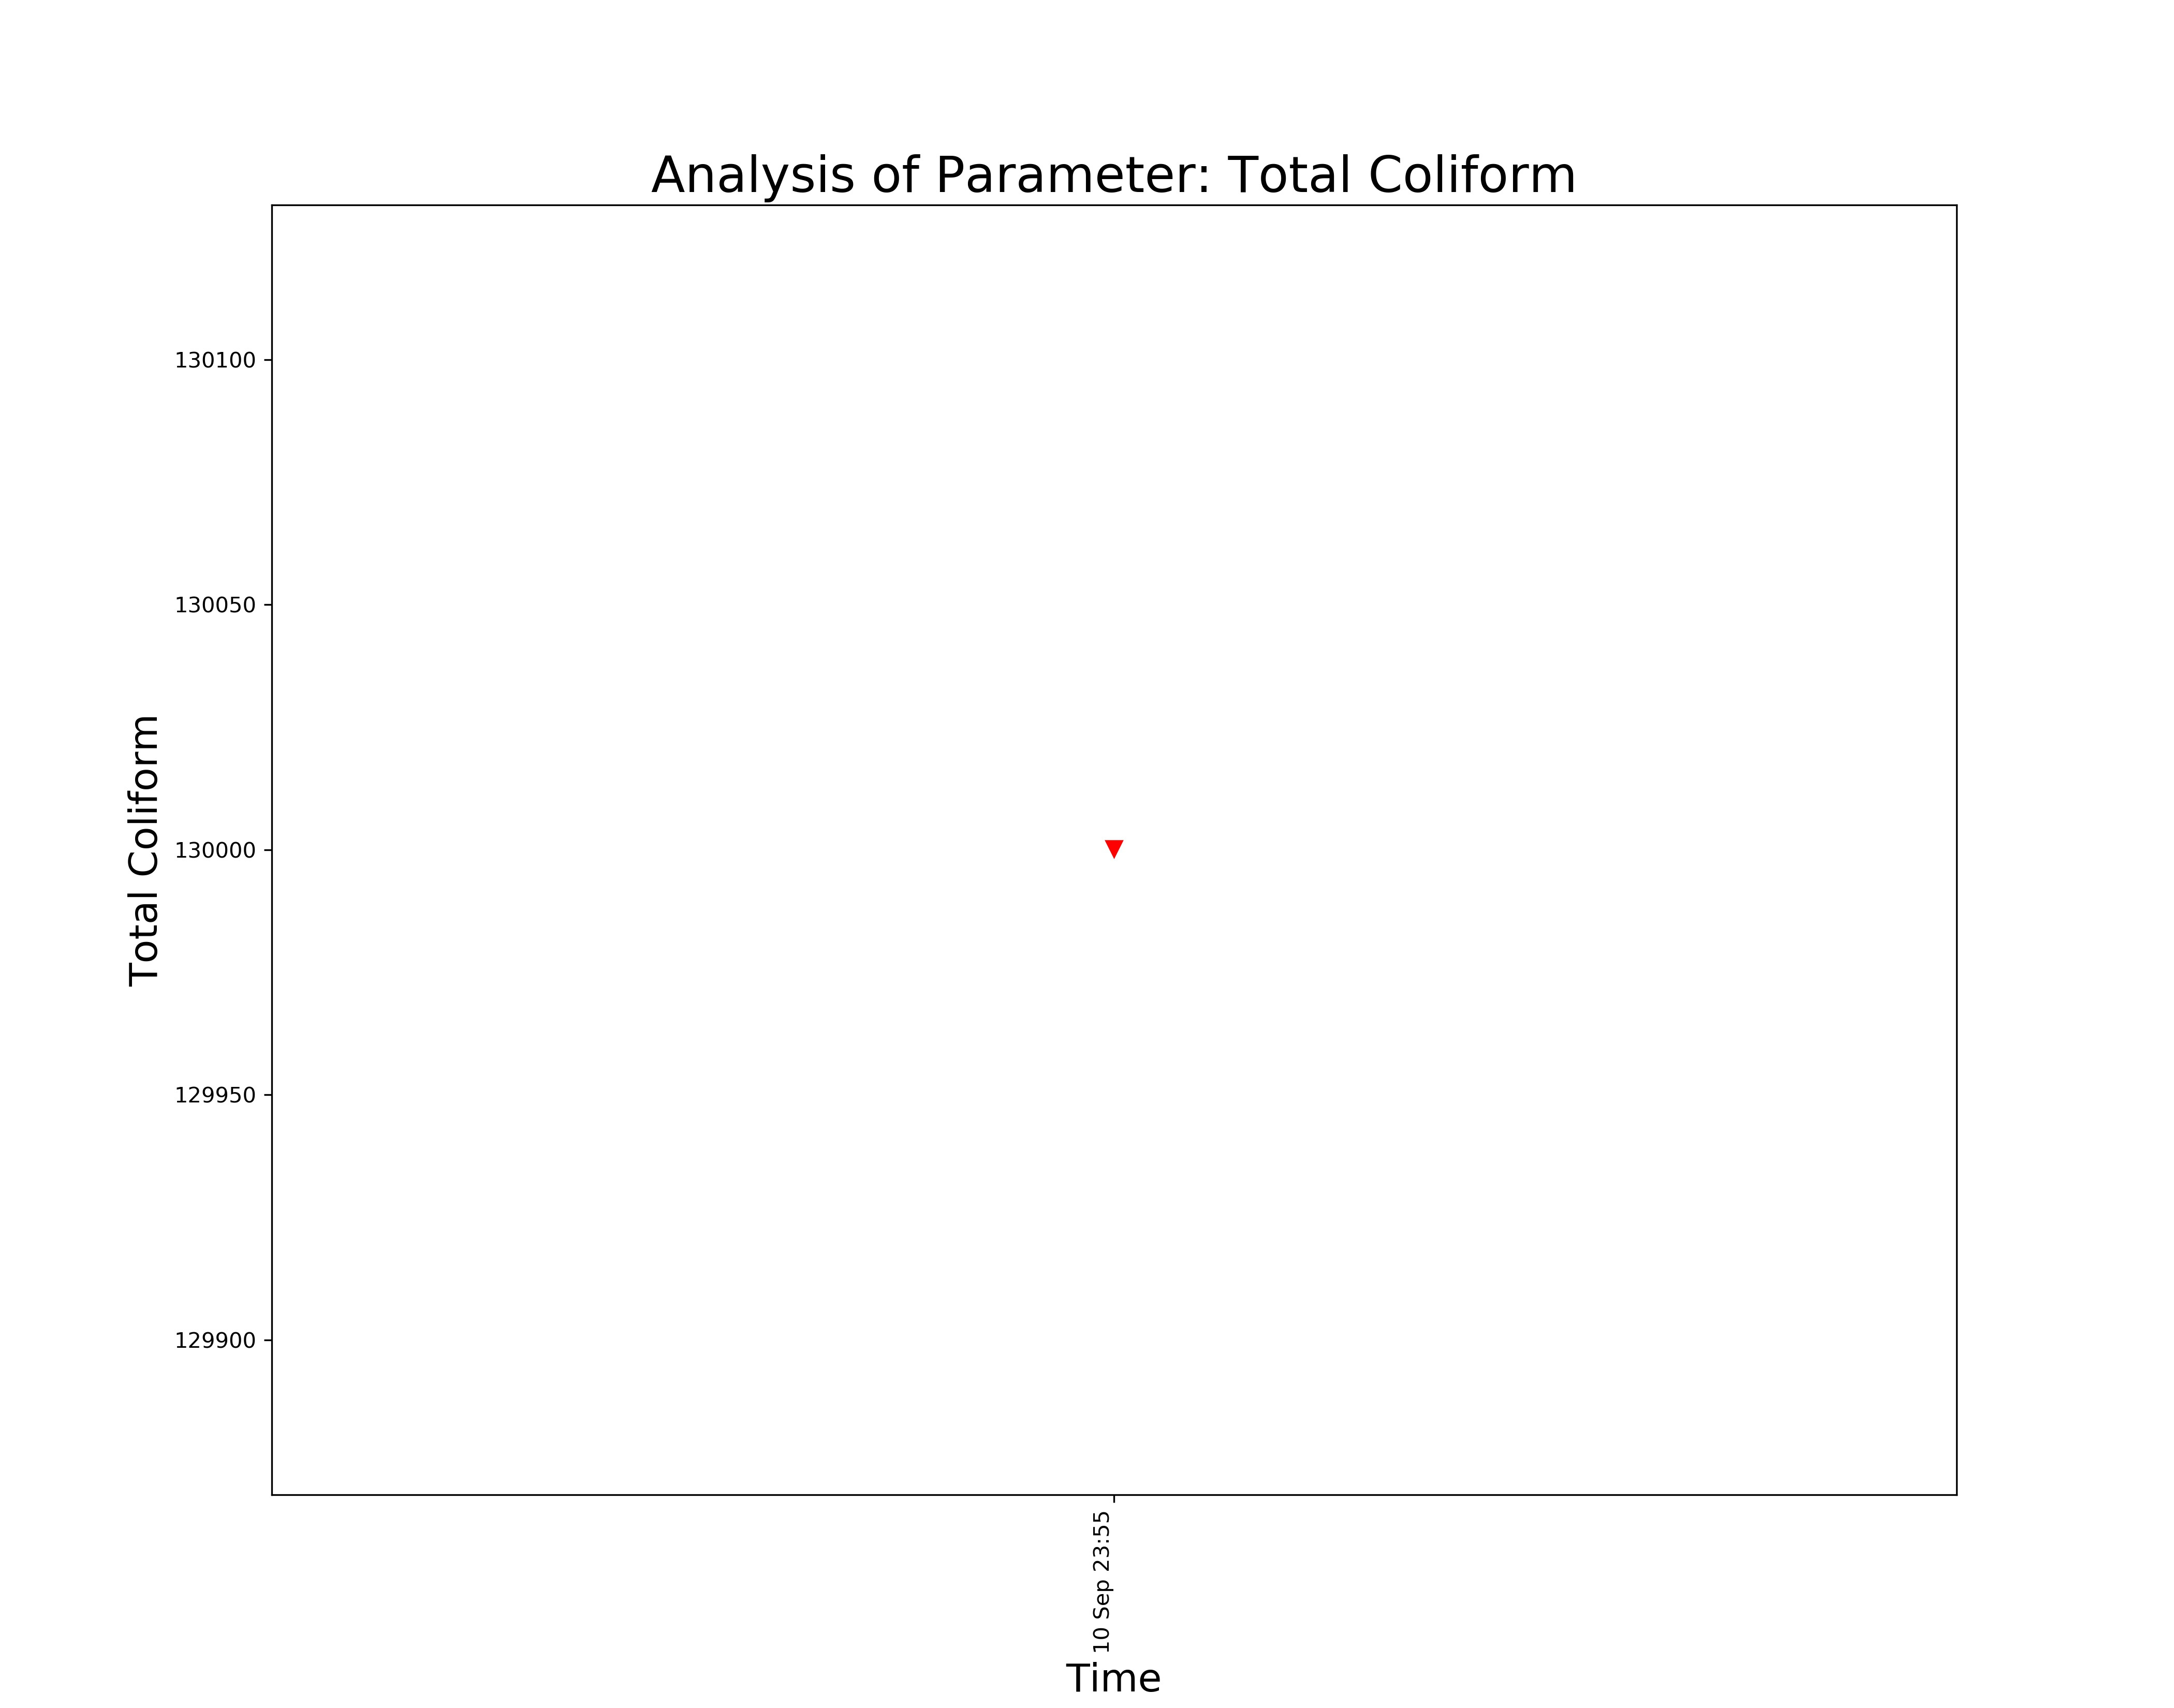 Analysis of Parameter: Total Coliform
130100
130050
130000
129950
129900
Total Coliform
10 Sep 23:55
Time